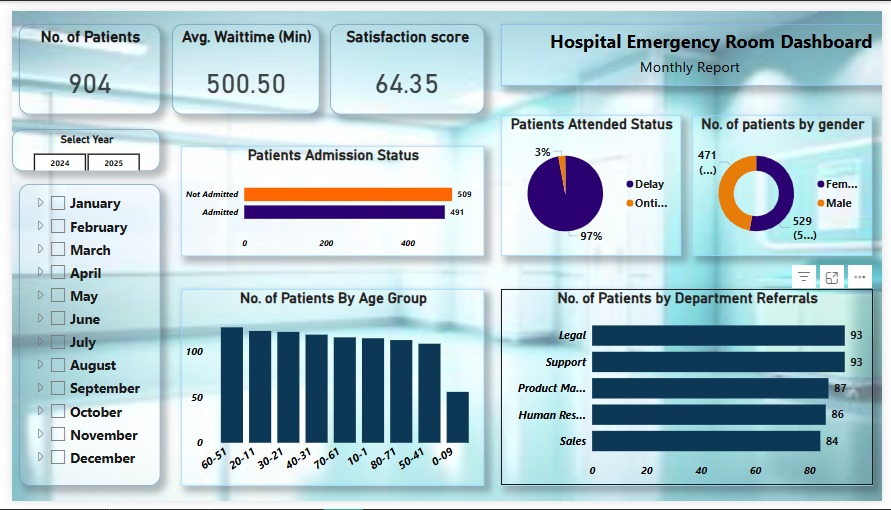 No. of Patients
904
Avg. Waittime (Min)
500.50
Satisfaction score
64.35
Hospital Emergency Room Dashboard
Monthly Report
Select Year
2024
2025
January
February
March
April
May
June
July
August
September
October
November
December
Patients Admission Status
Not Admitted
509
Admitted
491
0
200
400
Patients Attended Status
3%
97%
Delay
Onti...
No. of patients by gender
471
(...)
529
(5...)
Fem...
Male
No. of Patients By Age Group
100
50
0
60-51
20-11
30-21
40-31
70-61
10-1
80-71
50-41
0-09
No. of Patients by Department Referrals
Legal
93
Support
93
Product Ma...
87
Human Res...
86
Sales
84
0
20
40
60
80